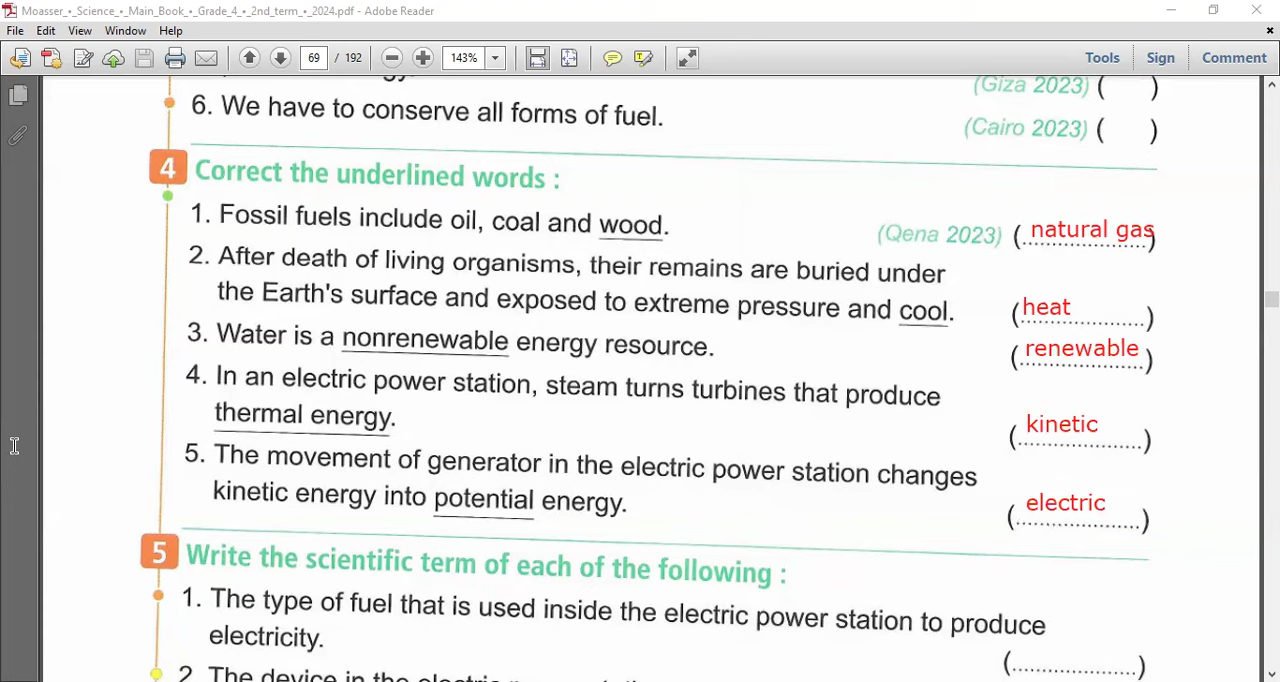 Moasser_•_Science_•_Main_Book_•_Grade_4_•_2nd_term_•_2024.pdf - Adobe Reader
File Edit View Window Help
69 / 192 143% Tools Sign Comment
(Giza 2023) ( )
6. We have to conserve all forms of fuel. (Cairo 2023) ( )
4 Correct the underlined words :
1. Fossil fuels include oil, coal and wood. (Qena 2023) (natural gas)
2. After death of living organisms, their remains are buried under
the Earth's surface and exposed to extreme pressure and cool. (heat)
3. Water is a nonrenewable energy resource. (renewable)
4. In an electric power station, steam turns turbines that produce
thermal energy. (kinetic)
5. The movement of generator in the electric power station changes
kinetic energy into potential energy. (electric)
5 Write the scientific term of each of the following :
1. The type of fuel that is used inside the electric power station to produce
electricity. (..............................)
2. The device in the electric